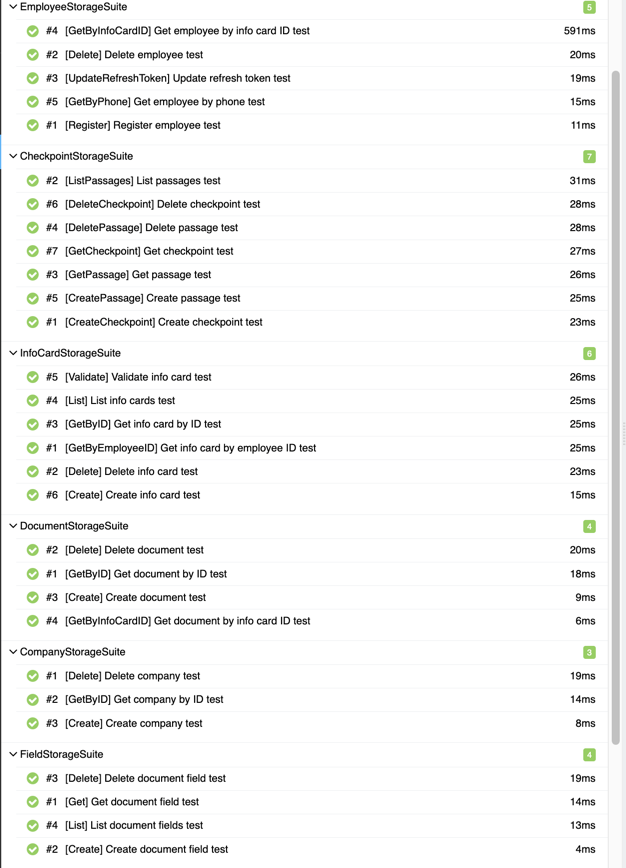 EmployeeStorageSuite 5
#4 [GetByInfoCardID] Get employee by info card ID test 591ms
#2 [Delete] Delete employee test 20ms
#3 [UpdateRefreshToken] Update refresh token test 19ms
#5 [GetByPhone] Get employee by phone test 15ms
#1 [Register] Register employee test 11ms
CheckpointStorageSuite 7
#2 [ListPassages] List passages test 31ms
#6 [DeleteCheckpoint] Delete checkpoint test 28ms
#4 [DeletePassage] Delete passage test 28ms
#7 [GetCheckpoint] Get checkpoint test 27ms
#3 [GetPassage] Get passage test 26ms
#5 [CreatePassage] Create passage test 25ms
#1 [CreateCheckpoint] Create checkpoint test 23ms
InfoCardStorageSuite 6
#5 [Validate] Validate info card test 26ms
#4 [List] List info cards test 25ms
#3 [GetByID] Get info card by ID test 25ms
#1 [GetByEmployeeID] Get info card by employee ID test 25ms
#2 [Delete] Delete info card test 23ms
#6 [Create] Create info card test 15ms
DocumentStorageSuite 4
#2 [Delete] Delete document test 20ms
#1 [GetByID] Get document by ID test 18ms
#3 [Create] Create document test 9ms
#4 [GetByInfoCardID] Get document by info card ID test 6ms
CompanyStorageSuite 3
#1 [Delete] Delete company test 19ms
#2 [GetByID] Get company by ID test 14ms
#3 [Create] Create company test 8ms
FieldStorageSuite 4
#3 [Delete] Delete document field test 19ms
#1 [Get] Get document field test 14ms
#4 [List] List document fields test 13ms
#2 [Create] Create document field test 4ms